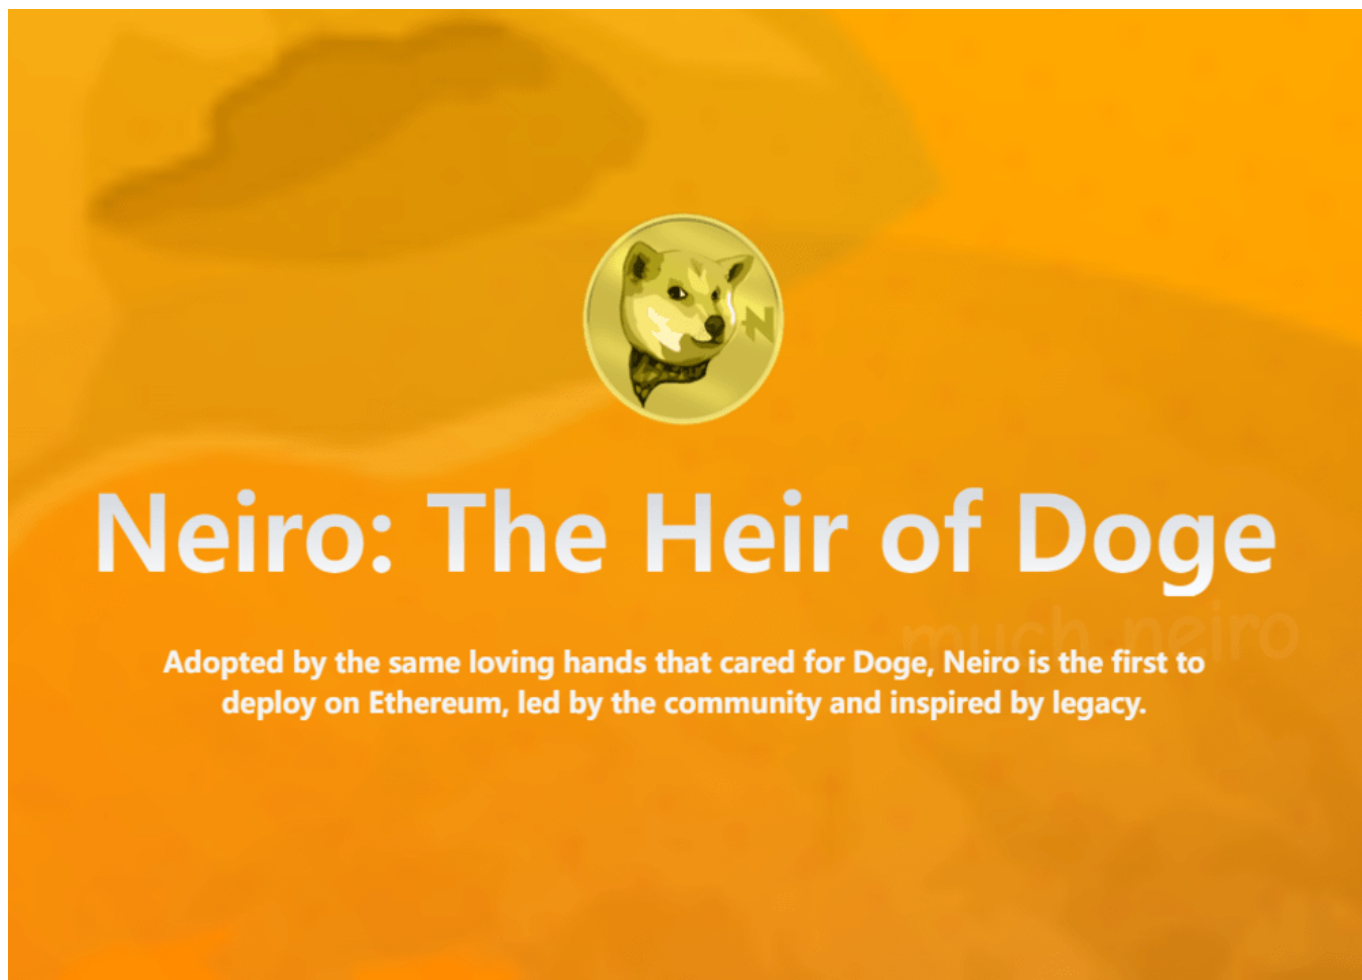 N
Neiro: The Heir of Doge
much neiro
Adopted by the same loving hands that cared for Doge, Neiro is the first to
deploy on Ethereum, led by the community and inspired by legacy.